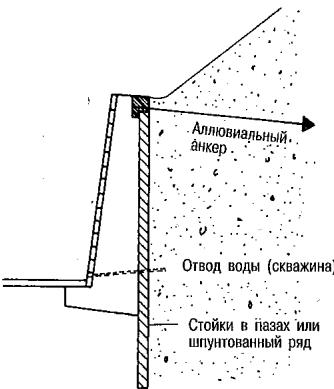 Аллювиальный
анкер
Отвод воды (скважина)
Стойки в пазах или
шпунтованный ряд